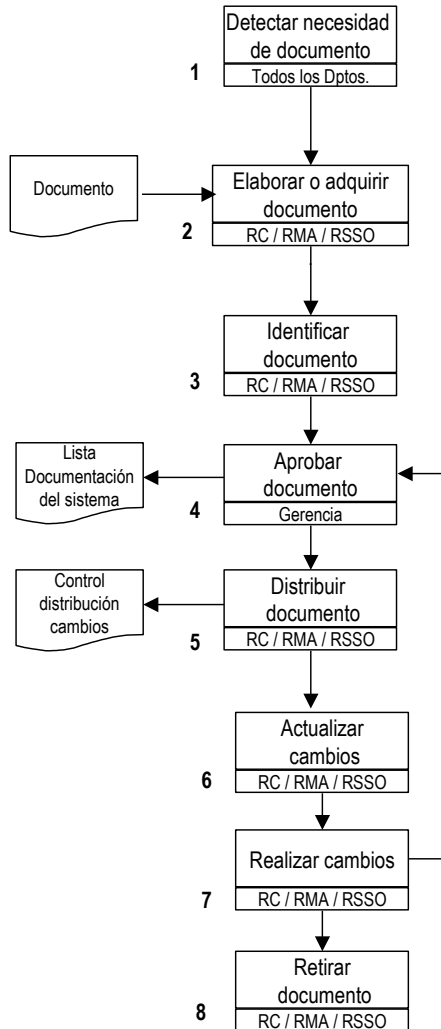 Detectar necesidad
de documento
1
Todos los Dptos.
Documento
Elaborar o adquirir
documento
2
RC / RMA / RSSO
Identificar
documento
3
RC / RMA / RSSO
Lista
Documentación
del sistema
Aprobar
documento
4
Gerencia
Control
distribución
cambios
Distribuir
documento
5
RC / RMA / RSSO
Actualizar
cambios
6
RC / RMA / RSSO
Realizar cambios
7
RC / RMA / RSSO
Retirar
documento
8
RC / RMA / RSSO